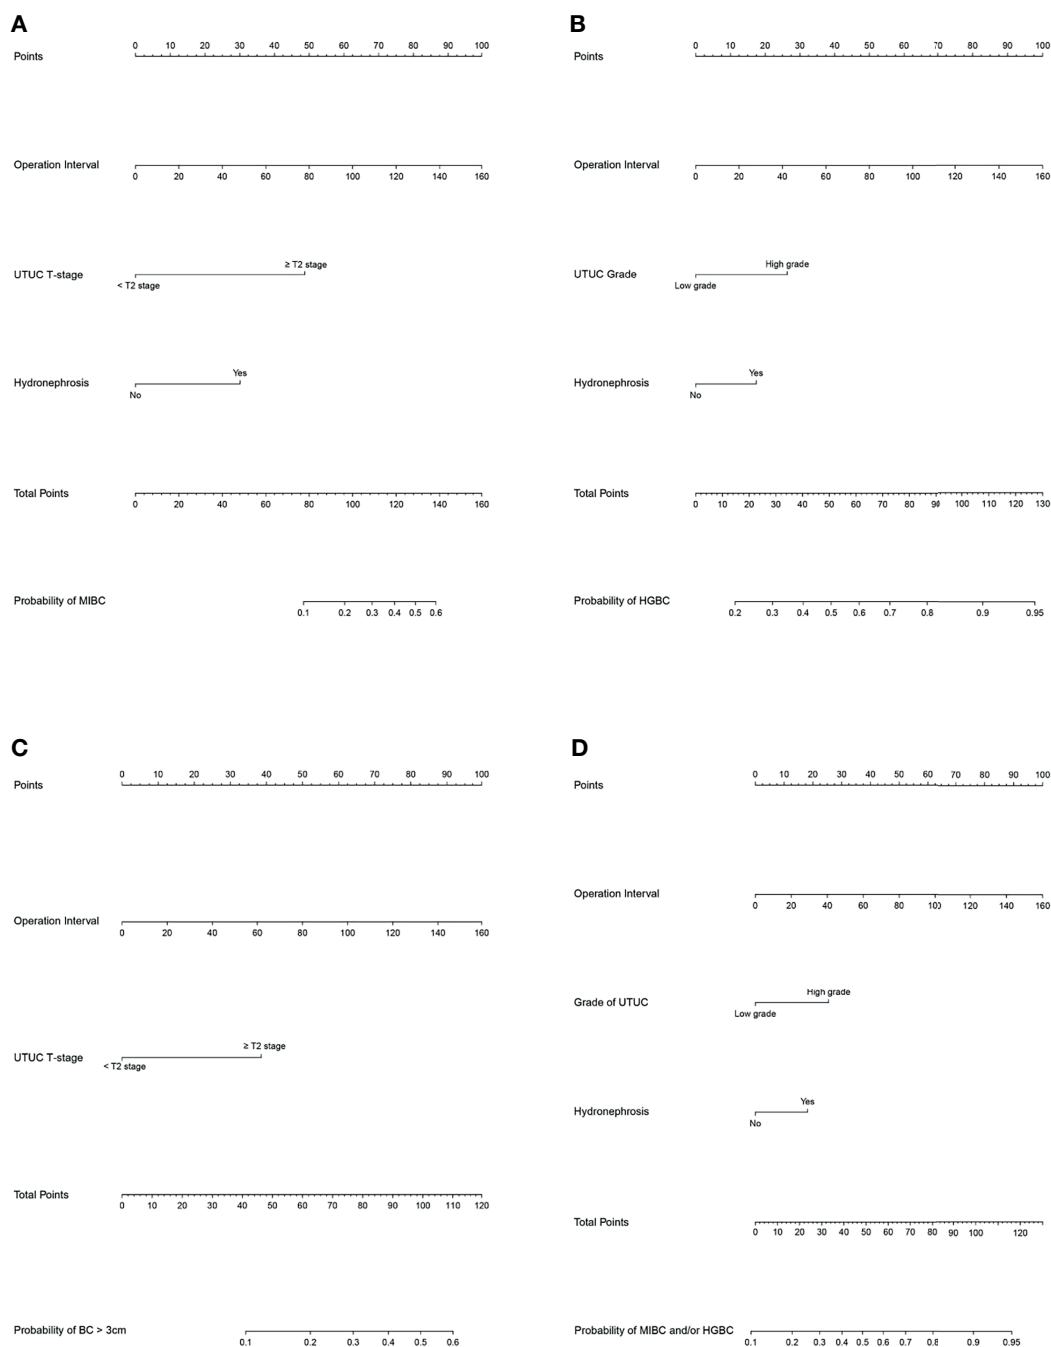 A
Points
0 10 20 30 40 50 60 70 80 90 100
Operation Interval
0 20 40 60 80 100 120 140 160
UTUC T-stage
≥ T2 stage
< T2 stage
Hydronephrosis
Yes
No
Total Points
0 20 40 60 80 100 120 140 160
Probability of MIBC
0.1 0.2 0.3 0.4 0.5 0.6
B
Points
0 10 20 30 40 50 60 70 80 90 100
Operation Interval
0 20 40 60 80 100 120 140 160
UTUC Grade
High grade
Low grade
Hydronephrosis
Yes
No
Total Points
0 10 20 30 40 50 60 70 80 90 100 110 120 130
Probability of HGBC
0.2 0.3 0.4 0.5 0.6 0.7 0.8 0.9 0.95
C
Points
0 10 20 30 40 50 60 70 80 90 100
Operation Interval
0 20 40 60 80 100 120 140 160
UTUC T-stage
≥ T2 stage
< T2 stage
Total Points
0 10 20 30 40 50 60 70 80 90 100 110 120
Probability of BC > 3cm
0.1 0.2 0.3 0.4 0.5 0.6
D
Points
0 10 20 30 40 50 60 70 80 90 100
Operation Interval
0 20 40 60 80 100 120 140 160
Grade of UTUC
High grade
Low grade
Hydronephrosis
Yes
No
Total Points
0 10 20 30 40 50 60 70 80 90 100 120
Probability of MIBC and/or HGBC
0.1 0.2 0.3 0.4 0.5 0.6 0.7 0.8 0.9 0.95